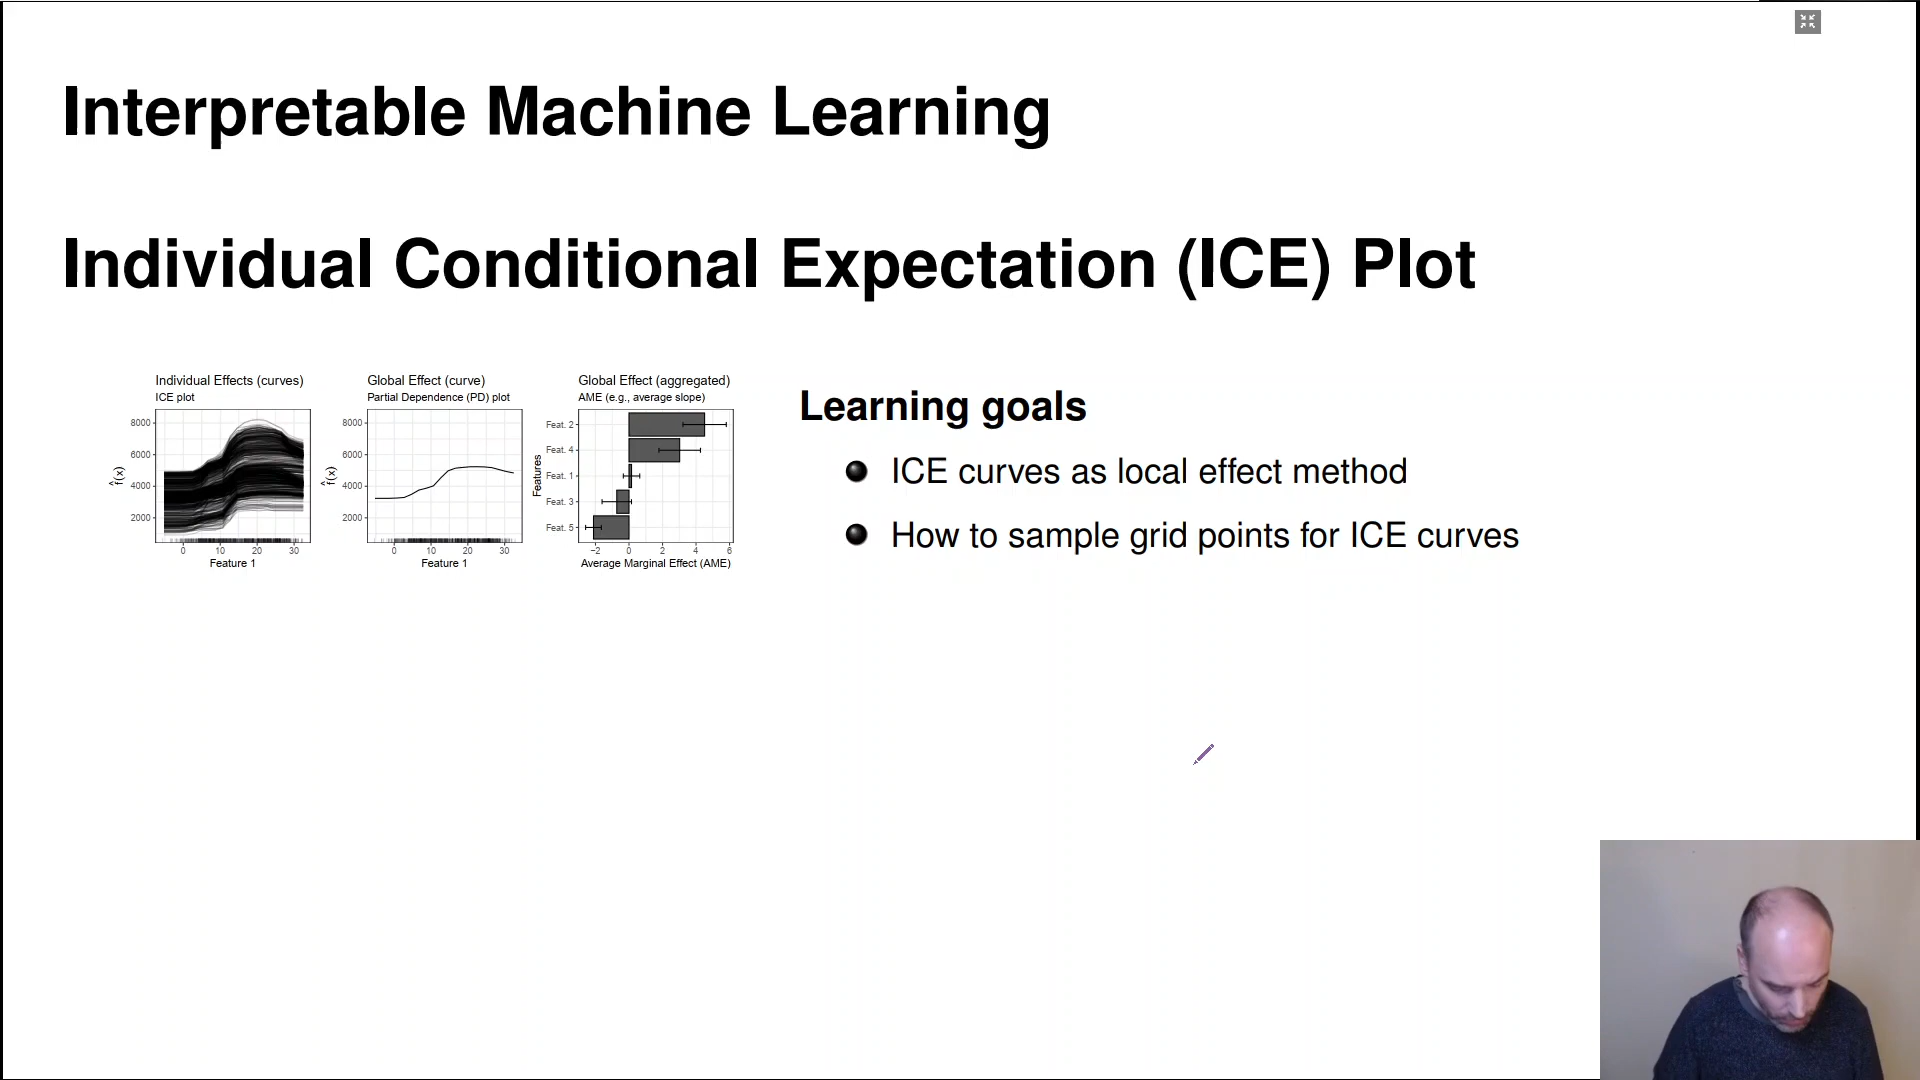 Interpretable Machine Learning
Individual Conditional Expectation (ICE) Plot
Individual Effects (curves)
ICE plot
8000
6000
4000
2000
f̂(x)
0 10 20 30
Feature 1
Global Effect (curve)
Partial Dependence (PD) plot
8000
6000
4000
2000
f̂(x)
0 10 20 30
Feature 1
Global Effect (aggregated)
AME (e.g., average slope)
Features
Feat. 2
Feat. 4
Feat. 1
Feat. 3
Feat. 5
−2 0 2 4 6
Average Marginal Effect (AME)
Learning goals
ICE curves as local effect method
How to sample grid points for ICE curves